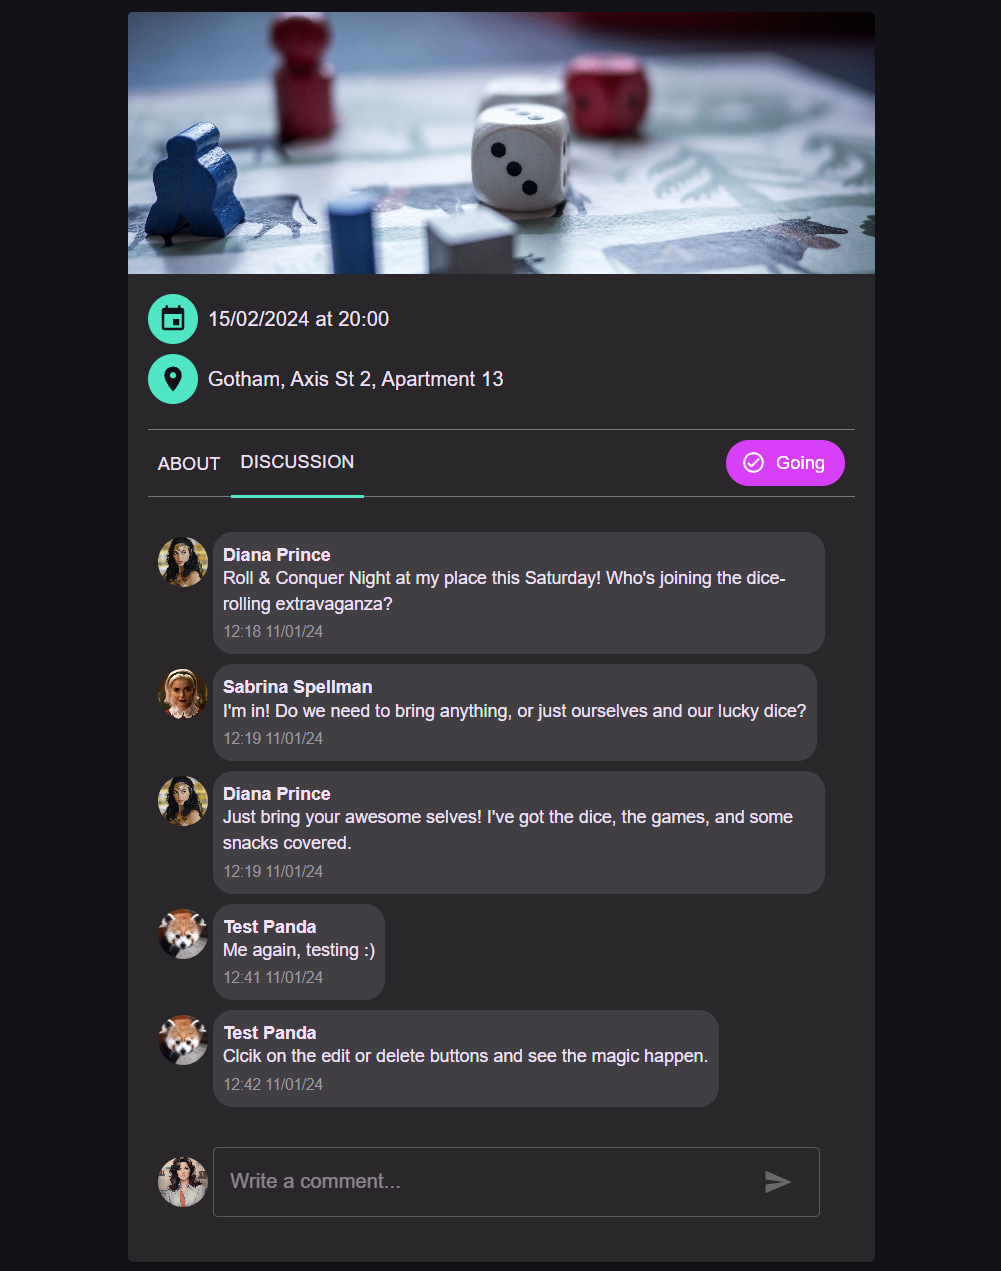 15/02/2024 at 20:00
Gotham, Axis St 2, Apartment 13
ABOUT DISCUSSION Going
Diana Prince
Roll & Conquer Night at my place this Saturday! Who's joining the dice-
rolling extravaganza?
12:18 11/01/24
Sabrina Spellman
I'm in! Do we need to bring anything, or just ourselves and our lucky dice?
12:19 11/01/24
Diana Prince
Just bring your awesome selves! I've got the dice, the games, and some
snacks covered.
12:19 11/01/24
Test Panda
Me again, testing :)
12:41 11/01/24
Test Panda
Clcik on the edit or delete buttons and see the magic happen.
12:42 11/01/24
Write a comment...